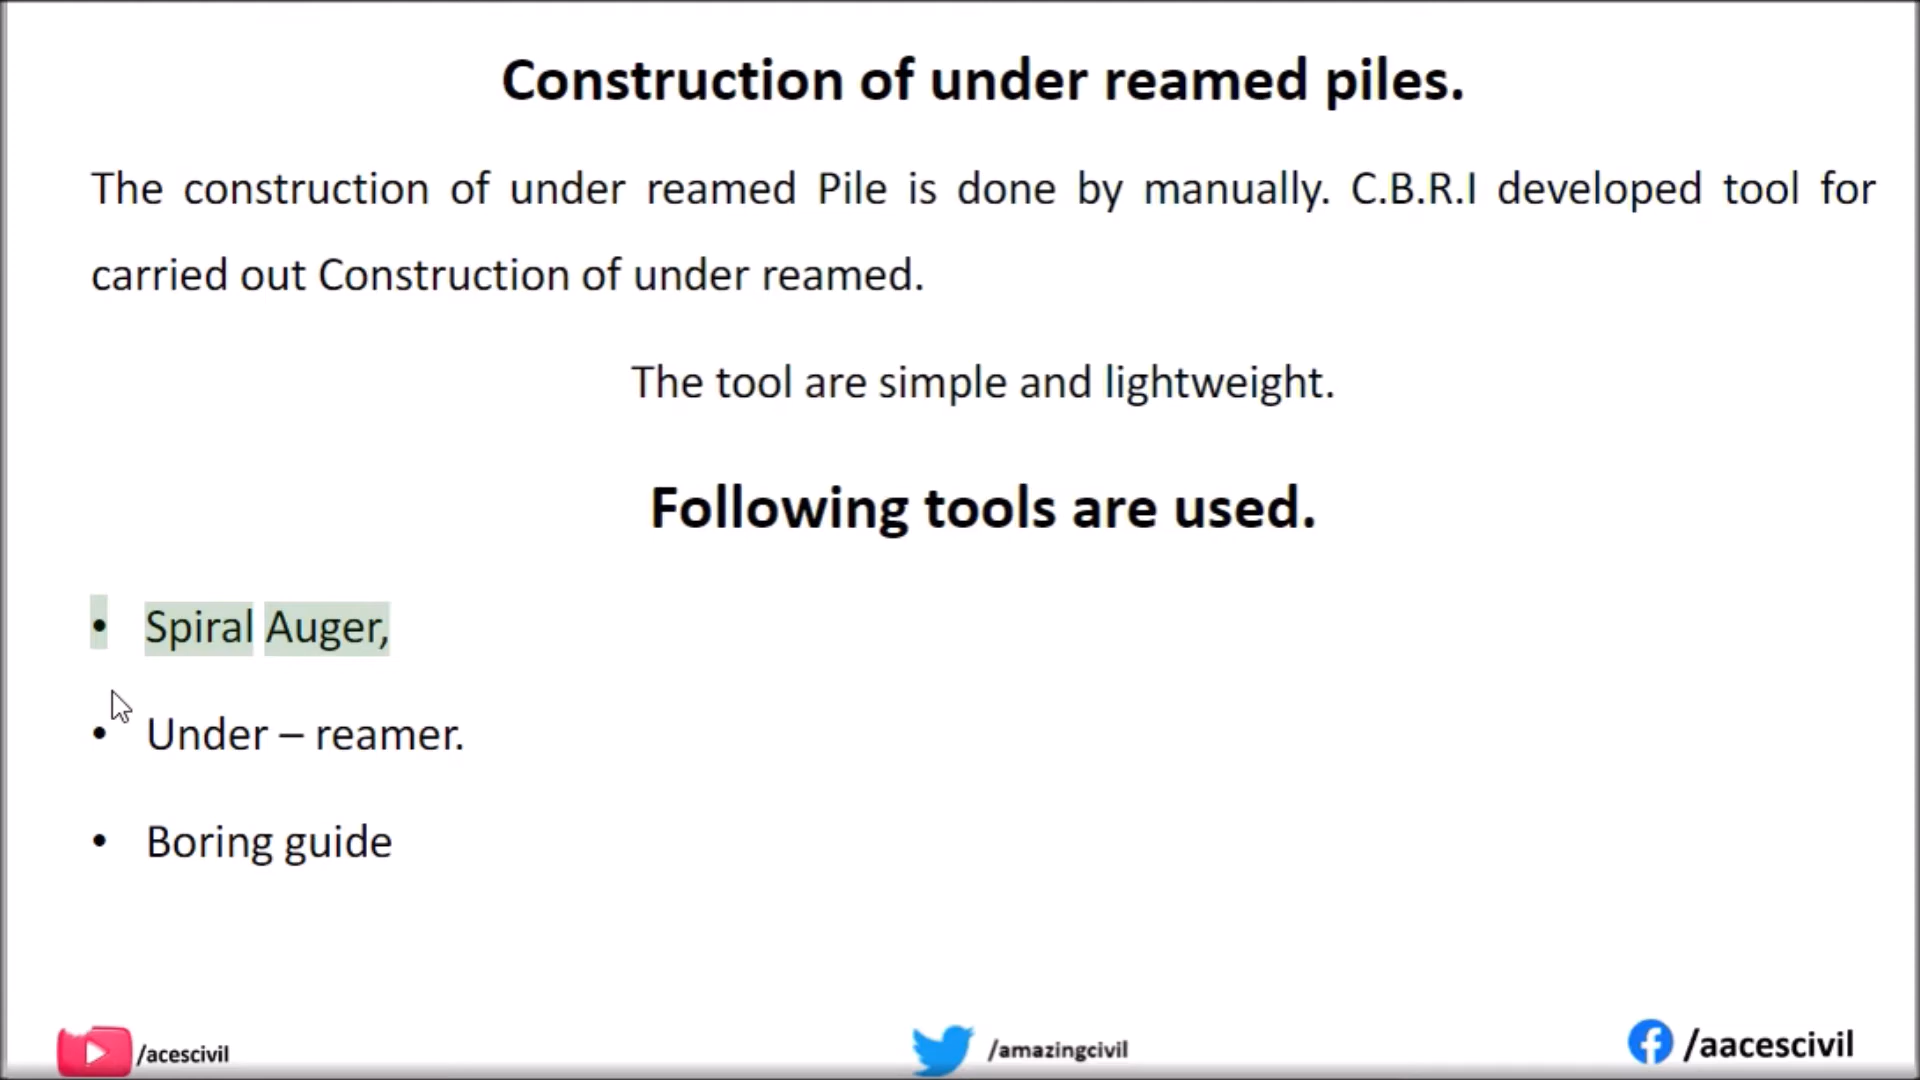 Construction of under reamed piles.
The construction of under reamed Pile is done by manually. C.B.R.I developed tool for
carried out Construction of under reamed.
The tool are simple and lightweight.
Following tools are used.
• Spiral Auger,
• Under – reamer.
• Boring guide
/acescivil
/amazingcivil
/aacescivil